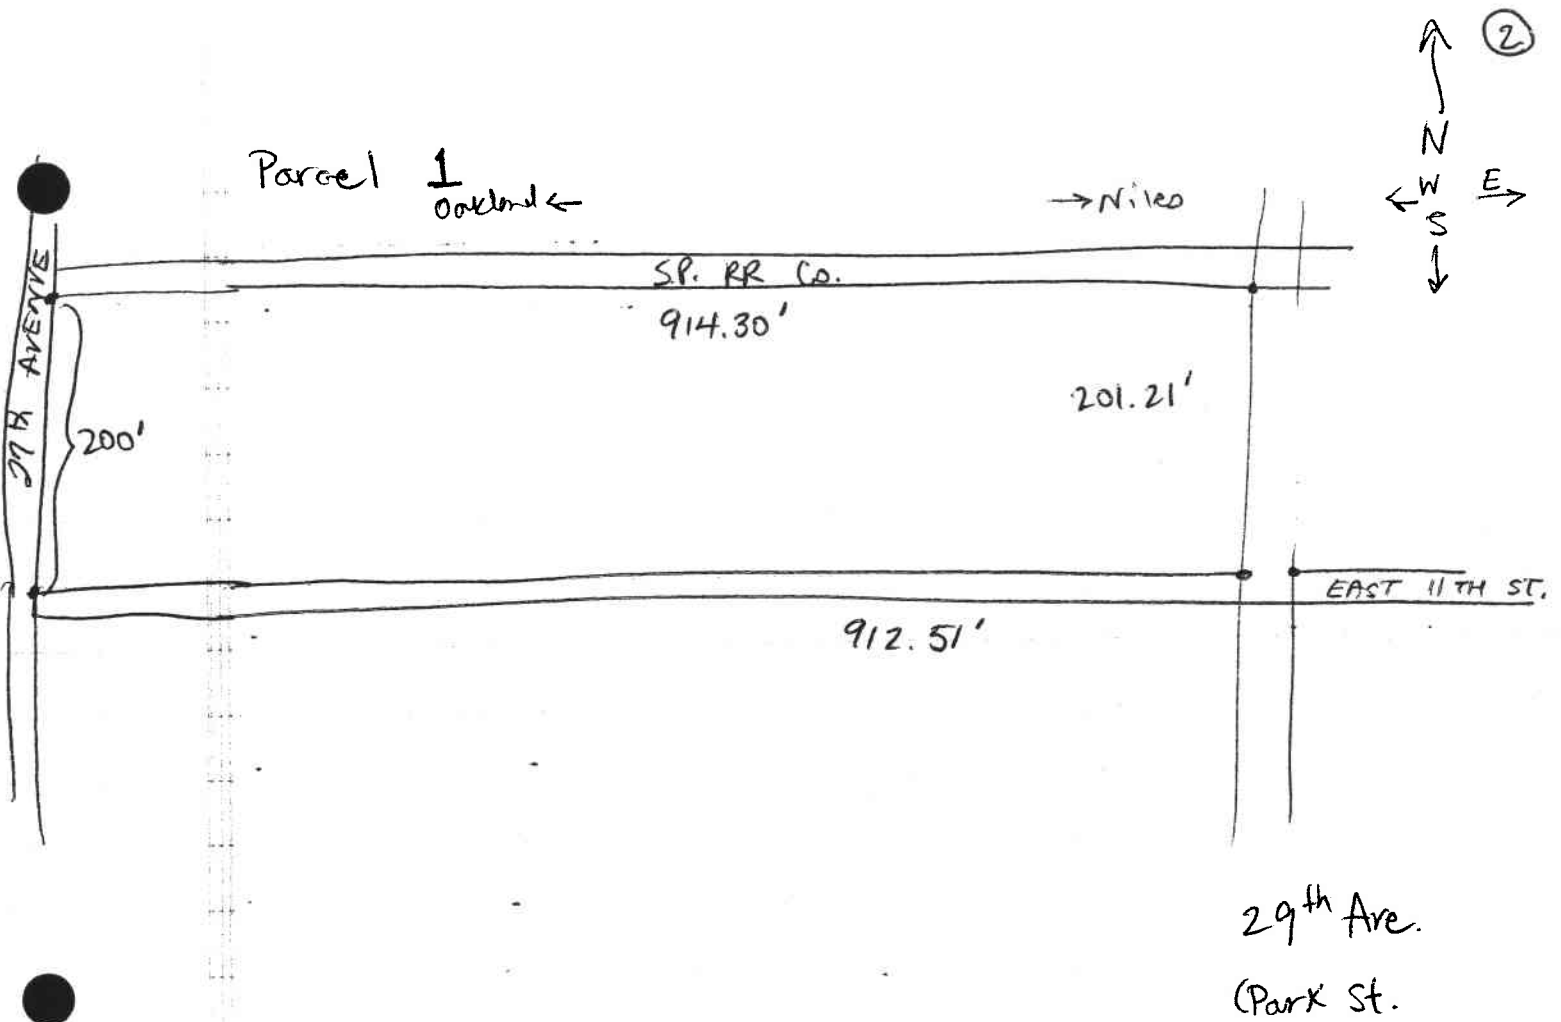 2
N
W E
S
Parcel 1
Oakland ←
→ Niles
S.P. RR Co.
914.30'
AVENUE
200'
201.21'
EAST 11TH ST.
912.51'
29th Ave.
(Park St.